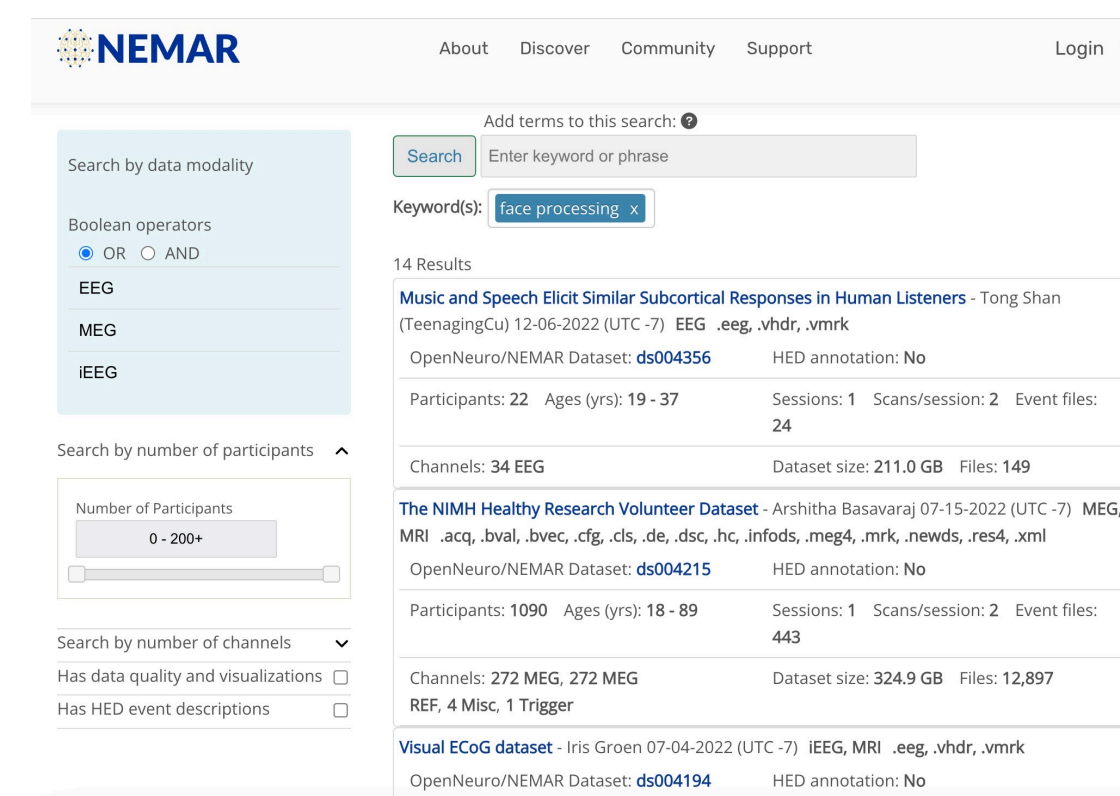 NEMAR
About Discover Community Support Login
Search by data modality
Boolean operators
OR AND
EEG
MEG
iEEG
Search by number of participants
Number of Participants
0 - 200+
Search by number of channels
Has data quality and visualizations
Has HED event descriptions
Add terms to this search: ?
Search Enter keyword or phrase
Keyword(s): face processing x
14 Results
Music and Speech Elicit Similar Subcortical Responses in Human Listeners - Tong Shan
(TeenagingCu) 12-06-2022 (UTC -7) EEG .eeg, .vhdr, .vmrk
OpenNeuro/NEMAR Dataset: ds004356 HED annotation: No
Participants: 22 Ages (yrs): 19 - 37 Sessions: 1 Scans/session: 2 Event files:
24
Channels: 34 EEG Dataset size: 211.0 GB Files: 149
The NIMH Healthy Research Volunteer Dataset - Arshitha Basavaraj 07-15-2022 (UTC -7) MEG,
MRI .acq, .bval, .bvec, .cfg, .cls, .de, .dsc, .hc, .infods, .meg4, .mrk, .newds, .res4, .xml
OpenNeuro/NEMAR Dataset: ds004215 HED annotation: No
Participants: 1090 Ages (yrs): 18 - 89 Sessions: 1 Scans/session: 2 Event files:
443
Channels: 272 MEG, 272 MEG Dataset size: 324.9 GB Files: 12,897
REF, 4 Misc, 1 Trigger
Visual ECoG dataset - Iris Groen 07-04-2022 (UTC -7) iEEG, MRI .eeg, .vhdr, .vmrk
OpenNeuro/NEMAR Dataset: ds004194 HED annotation: No